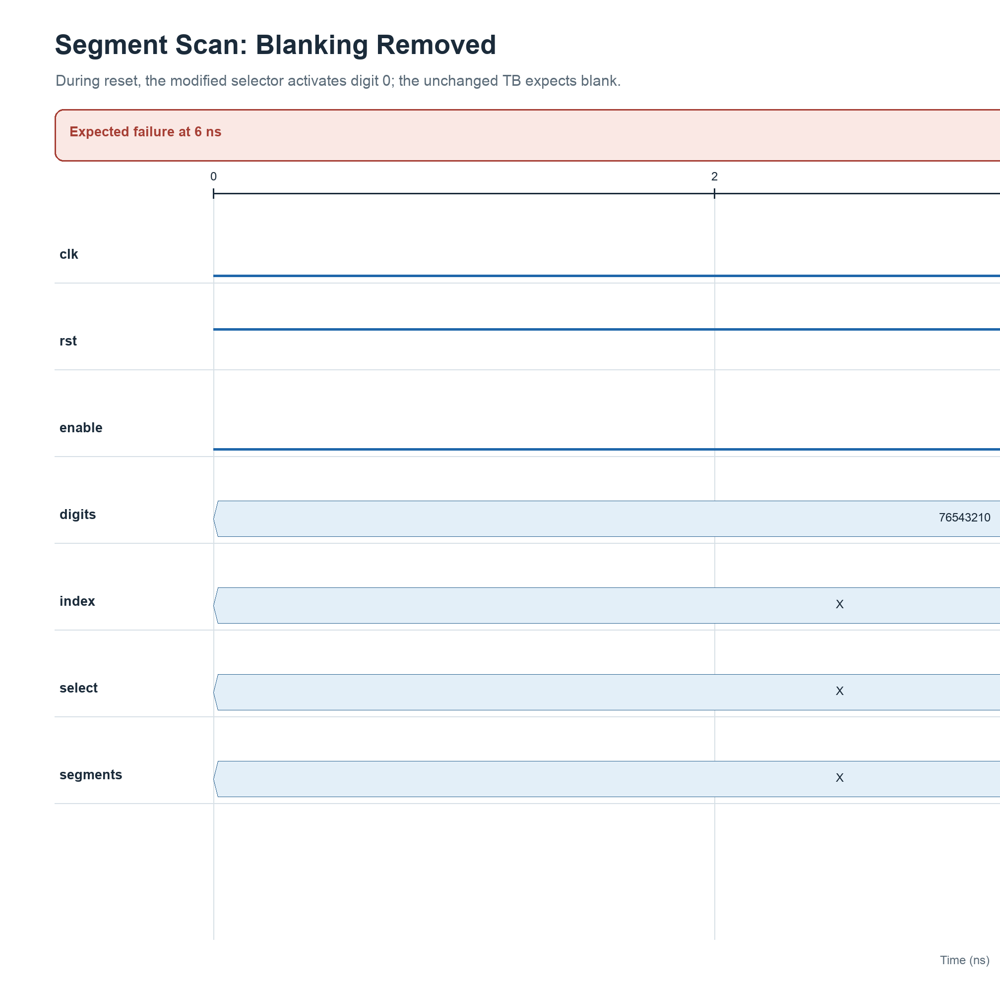 Segment Scan: Blanking Removed
During reset, the modified selector activates digit 0; the unchanged TB expects blank.
Expected failure at 6 ns
0 2
clk
rst
enable
digits 76543210
index X
select X
segments X
Time (ns)